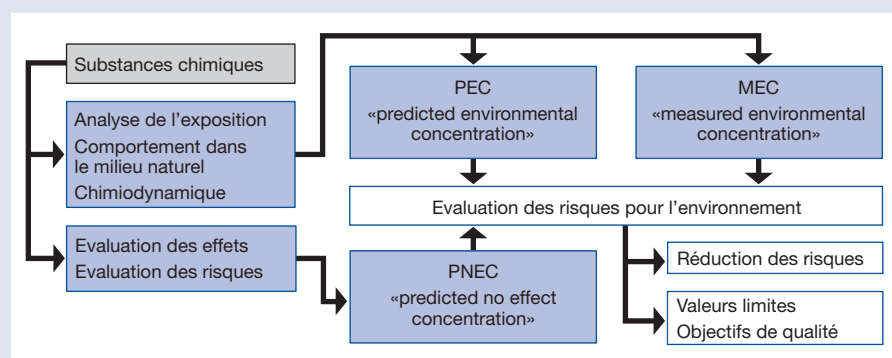 Substances chimiques
Analyse de l'exposition
Comportement dans
le milieu naturel
Chimiodynamique
Evaluation des effets
Evaluation des risques
PEC
«predicted environmental
concentration»
MEC
«measured environmental
concentration»
Evaluation des risques pour l'environnement
PNEC
«predicted no effect
concentration»
Réduction des risques
Valeurs limites
Objectifs de qualité